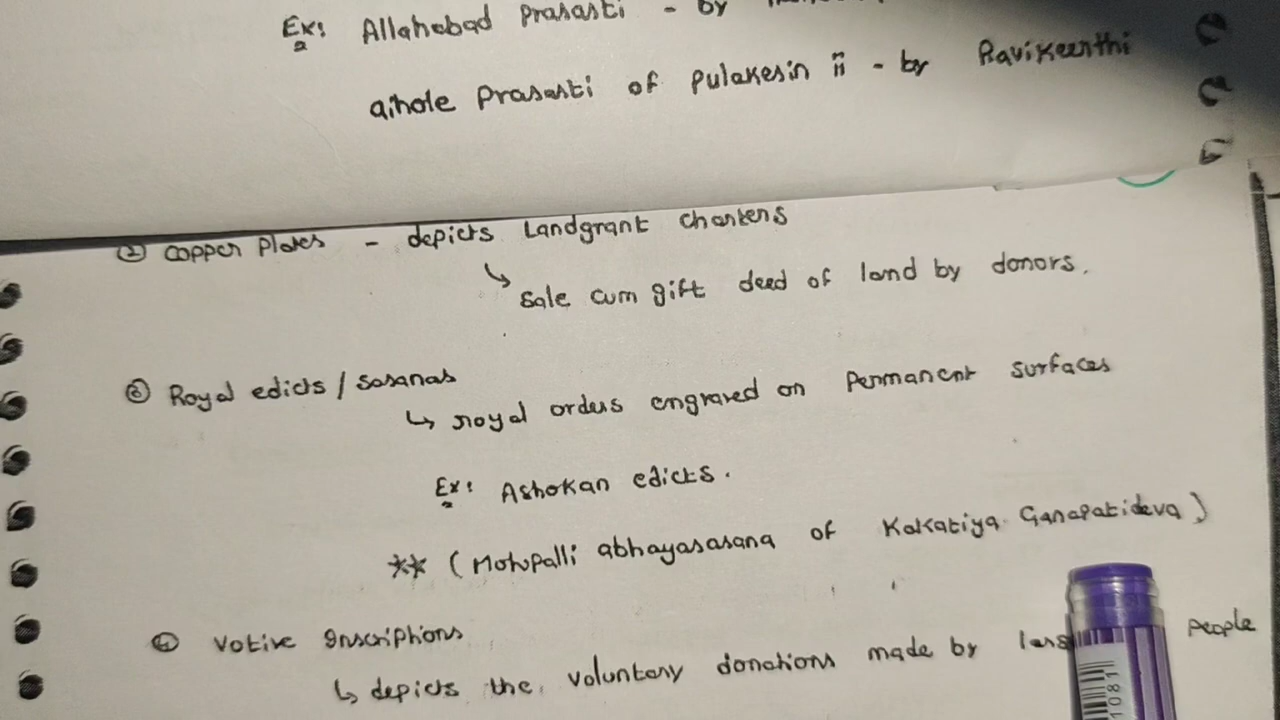 Ex: Allahabad Prasasti - by
aihole Prasasti of Pulakesin ii - by Ravikeerthi
② Copper Plates - depicts Landgrant charters
↳ Sale cum gift deed of land by donors.
③ Royal edicts / Sasanas
↳ royal orders engraved on Permanent surfaces
Ex: Ashokan edicts.
** (Motupalli abhayasasana of Kakatiya Ganapatideva)
④ Votive Inscriptions
↳ depicts the voluntary donations made by people
1081